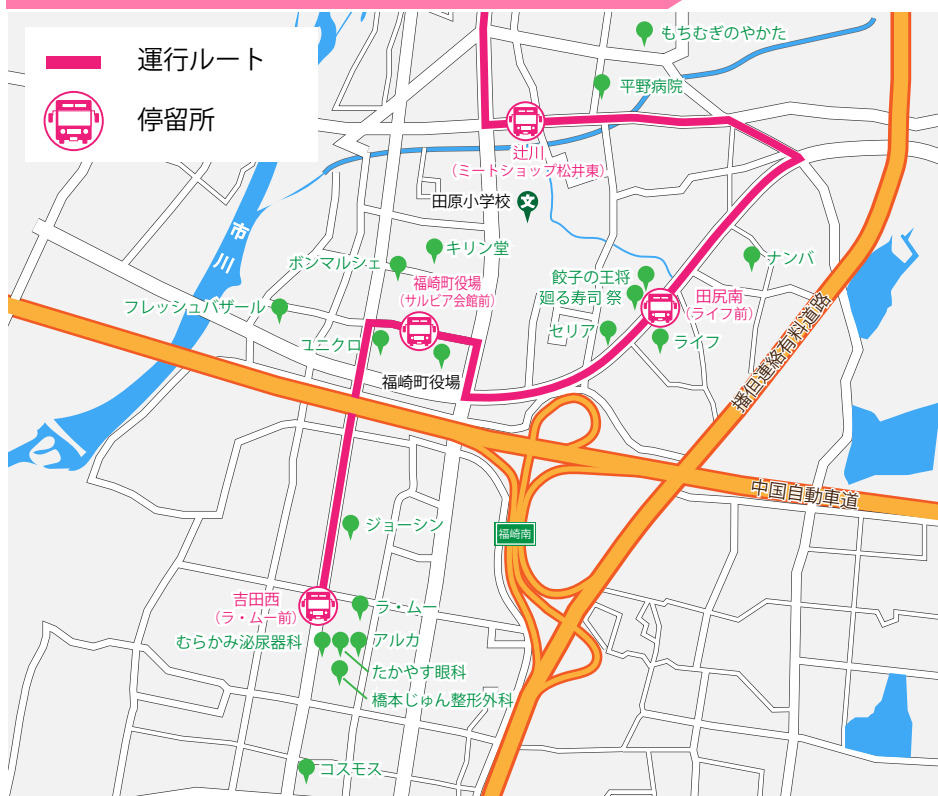 運行ルート
停留所
もちむぎのやかた
平野病院
辻川
(ミートショップ松井東)
田原小学校
文
市川
キリン堂
ボンマルシェ
福崎町役場
(サルビア会館前)
ナンバ
餃子の王将
廻る寿司 祭
田尻南
(ライフ前)
フレッシュバザール
セリア
ライフ
ユニクロ
福崎町役場
播但連絡有料道路
中国自動車道
ジョーシン
福崎南
吉田西
(ラ・ムー前)
ラ・ムー
むらかみ泌尿器科
アルカ
たかやす眼科
橋本じゅん整形外科
コスモス